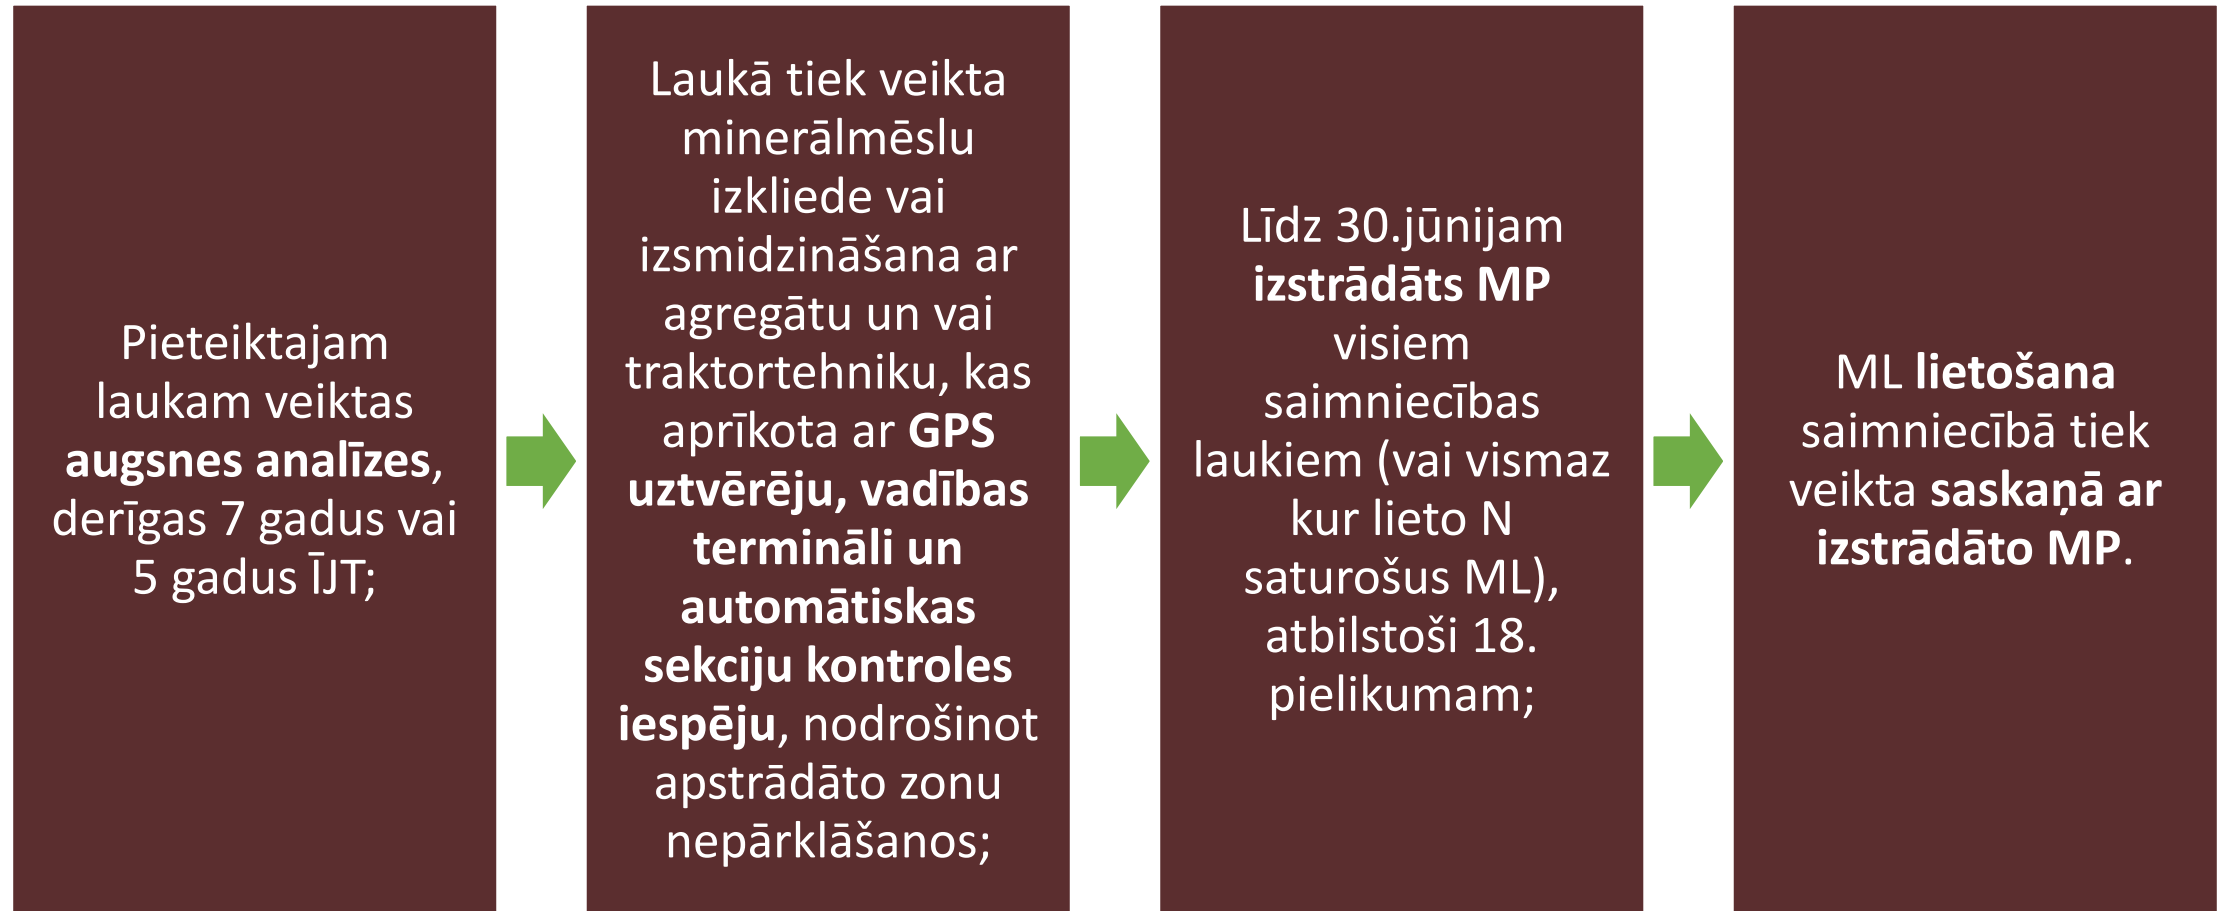 Pieteiktajam
laukam veiktas
augsnes analīzes,
derīgas 7 gadus vai
5 gadus ĪJT;
Laukā tiek veikta
minerālmēslu
izkliede vai
izsmidzināšana ar
agregātu un vai
traktortehniku, kas
aprīkota ar GPS
uztvērēju, vadības
termināli un
automātiskas
sekciju kontroles
iespēju, nodrošinot
apstrādāto zonu
nepārklāšanos;
Līdz 30.jūnijam
izstrādāts MP
visiem
saimniecības
laukiem (vai vismaz
kur lieto N
saturošus ML),
atbilstoši 18.
pielikumam;
ML lietošana
saimniecībā tiek
veikta saskaņā ar
izstrādāto MP.